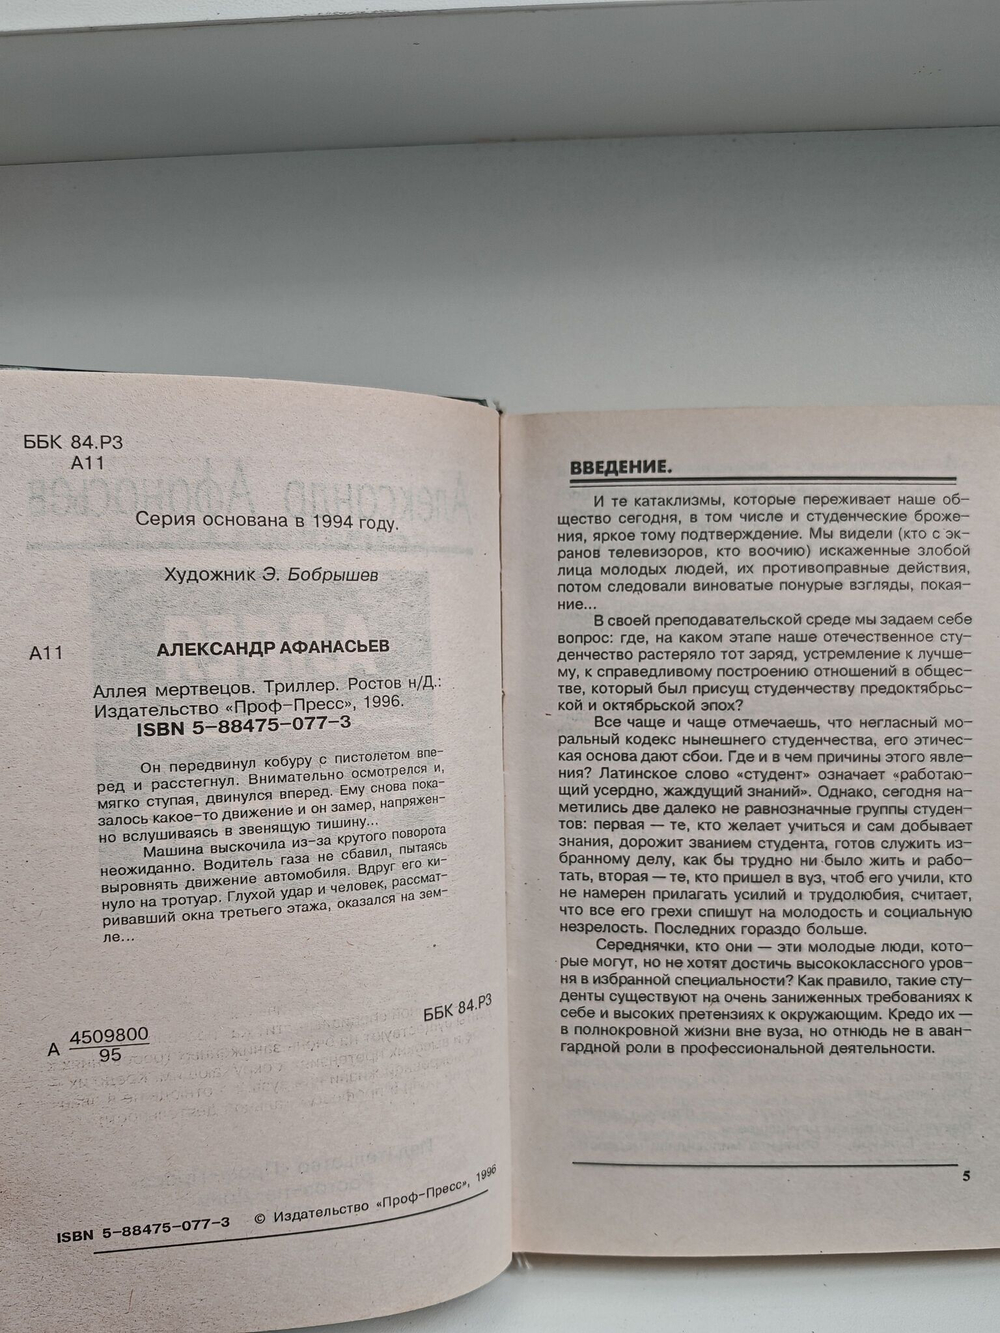 ББК 84.Р3
А11
Серия основана в 1994 году.
Художник Э. Бобрышев
А11
АЛЕКСАНДР АФАНАСЬЕВ
Аллея мертвецов. Триллер. Ростов н/Д.:
Издательство «Проф-Пресс», 1996.
ISBN 5-88475-077-3
Он передвинул кобуру с пистолетом впе-
ред и расстегнул. Внимательно осмотрелся и,
мягко ступая, двинулся вперед. Ему снова пока-
залось какое-то движение и он замер, напряжен-
но вслушиваясь в звенящую тишину...
Машина выскочила из-за крутого поворота
неожиданно. Водитель газа не сбавил, пытаясь
выровнять движение автомобиля. Вдруг его ки-
нуло на тротуар. Глухой удар и человек, рассмат-
ривавший окна третьего этажа, оказался на зем-
ле...
А 4509800
95
ББК 84.Р3
ISBN 5-88475-077-3 © Издательство «Проф-Пресс», 1996
ВВЕДЕНИЕ.
И те катаклизмы, которые переживает наше об-
щество сегодня, в том числе и студенческие броже-
ния, яркое тому подтверждение. Мы видели (кто с эк-
ранов телевизоров, кто воочию) искаженные злобой
лица молодых людей, их противоправные действия,
потом следовали виноватые понурые взгляды, покая-
ние...
В своей преподавательской среде мы задаем себе
вопрос: где, на каком этапе наше отечественное сту-
денчество растеряло тот заряд, устремление к лучше-
му, к справедливому построению отношений в общес-
тве, который был присущ студенчеству предоктябрьс-
кой и октябрьской эпох?
Все чаще и чаще отмечаешь, что негласный мо-
ральный кодекс нынешнего студенчества, его этичес-
кая основа дают сбои. Где и в чем причины этого явле-
ния? Латинское слово «студент» означает «работаю-
щий усердно, жаждущий знаний». Однако, сегодня на-
метились две далеко не равнозначные группы студен-
тов: первая — те, кто желает учиться и сам добывает
знания, дорожит званием студента, готов служить из-
бранному делу, как бы трудно ни было жить и рабо-
тать, вторая — те, кто пришел в вуз, чтоб его учили, кто
не намерен прилагать усилий и трудолюбия, считает,
что все его грехи спишут на молодость и социальную
незрелость. Последних гораздо больше.
Середнячки, кто они — эти молодые люди, кото-
рые могут, но не хотят достичь высококлассного уров-
ня в избранной специальности? Как правило, такие сту-
денты существуют на очень заниженных требованиях к
себе и высоких претензиях к окружающим. Кредо их —
в полнокровной жизни вне вуза, но отнюдь не в аван-
гардной роли в профессиональной деятельности.
5